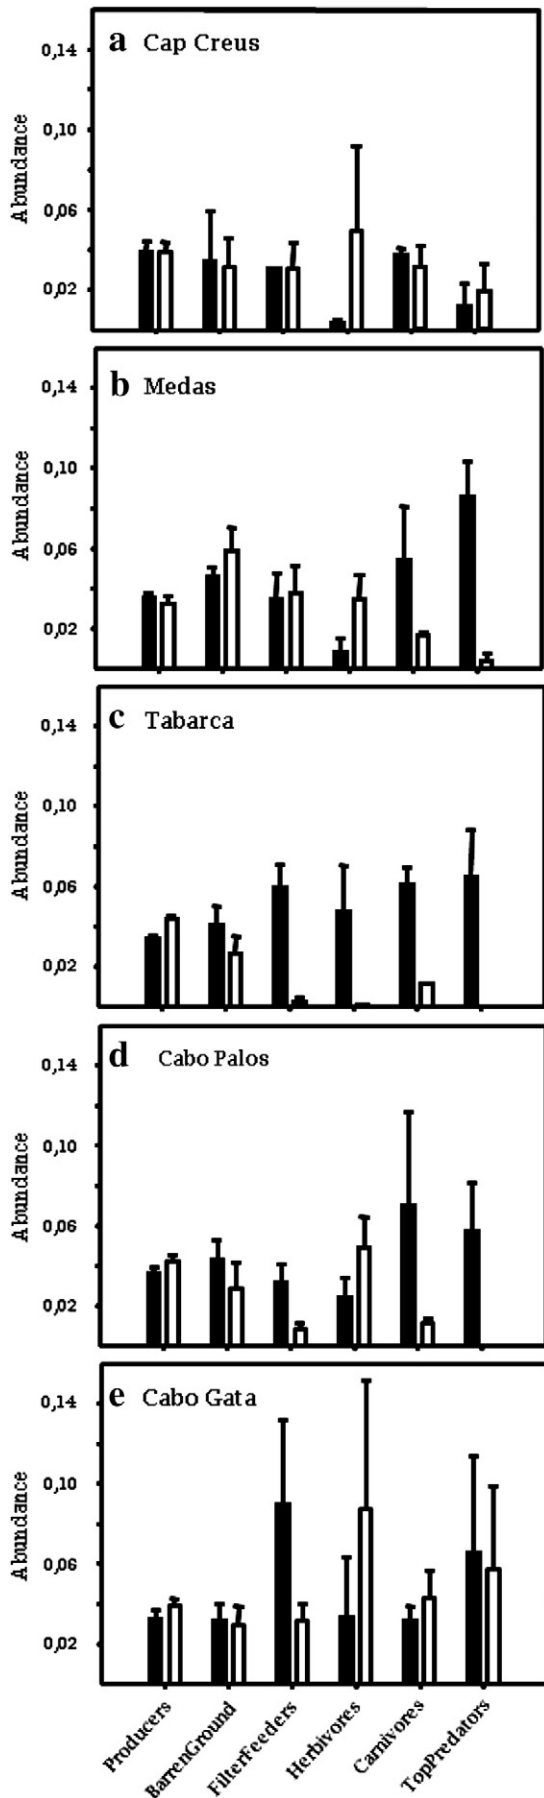 a Cap Creus
0,14
0,10
0,06
0,02
Abundance
b Medas
0,14
0,10
0,06
0,02
Abundance
c Tabarca
0,14
0,10
0,06
0,02
Abundance
d Cabo Palos
0,14
0,10
0,06
0,02
Abundance
e Cabo Gata
0,14
0,10
0,06
0,02
Abundance
Producers
BarrenGround
FilterFeeders
Herbivores
Carnivores
TopPredators